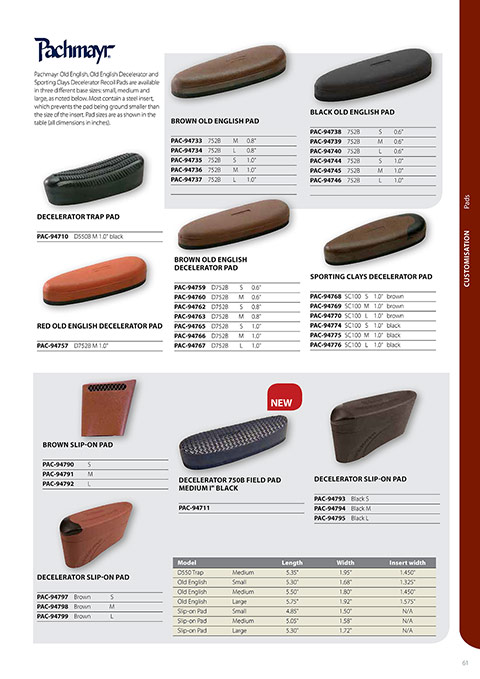 Pachmayr
Pachmayr Old English, Old English Decelerator and
Sporting Clays Decelerator Recoil Pads are available
in three different base sizes: small, medium and
large, as noted below. Most contain a steel insert,
which prevents the pad being ground smaller than
the size of the insert. Pad sizes are as shown in the
table (all dimensions in inches).
BROWN OLD ENGLISH PAD
PAC-94733 752B M 0.8"
PAC-94734 752B L 0.8"
PAC-94735 752B S 1.0"
PAC-94736 752B M 1.0"
PAC-94737 752B L 1.0"
BLACK OLD ENGLISH PAD
PAC-94738 752B S 0.6"
PAC-94739 752B M 0.6"
PAC-94740 752B L 0.6"
PAC-94744 752B S 1.0"
PAC-94745 752B M 1.0"
PAC-94746 752B L 1.0"
DECELERATOR TRAP PAD
PAC-94710 D550B M 1.0" black
RED OLD ENGLISH DECELERATOR PAD
PAC-94757 D752B M 1.0"
BROWN OLD ENGLISH
DECELERATOR PAD
PAC-94759 D752B S 0.6"
PAC-94760 D752B M 0.6"
PAC-94762 D752B S 0.8"
PAC-94763 D752B M 0.8"
PAC-94765 D752B S 1.0"
PAC-94766 D752B M 1.0"
PAC-94767 D752B L 1.0"
SPORTING CLAYS DECELERATOR PAD
PAC-94768 SC100 S 1.0" brown
PAC-94769 SC100 M 1.0" brown
PAC-94770 SC100 L 1.0" brown
PAC-94774 SC100 S 1.0" black
PAC-94775 SC100 M 1.0" black
PAC-94776 SC100 L 1.0" black
CUSTOMISATION Pads
BROWN SLIP-ON PAD
PAC-94790 S
PAC-94791 M
PAC-94792 L
NEW
DECELERATOR 750B FIELD PAD
MEDIUM 1" BLACK
PAC-94711
DECELERATOR SLIP-ON PAD
PAC-94793 Black S
PAC-94794 Black M
PAC-94795 Black L
DECELERATOR SLIP-ON PAD
PAC-94797 Brown S
PAC-94798 Brown M
PAC-94799 Brown L
Model Length Width Insert width
D550 Trap Medium 5.35" 1.95" 1.450"
Old English Small 5.30" 1.68" 1.325"
Old English Medium 5.50" 1.80" 1.450"
Old English Large 5.75" 1.92" 1.575"
Slip-on Pad Small 4.85" 1.50" N/A
Slip-on Pad Medium 5.05" 1.58" N/A
Slip-on Pad Large 5.30" 1.72" N/A
61